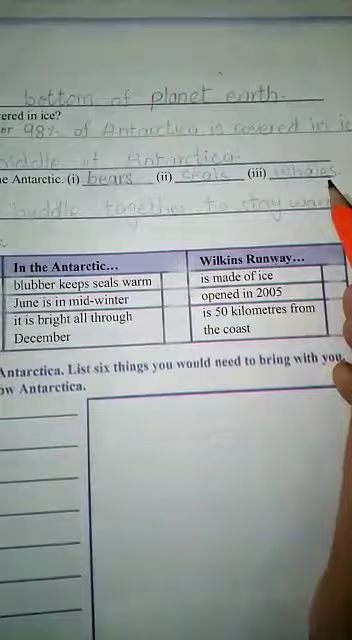 bottom of planet earth.
ered in ice?
or 98% of Antarctica is covered in ic
middle of Antarctica.
he Antarctic. (i) bears (ii) seals (iii) whales
huddle together to stay war
In the Antarctic... Wilkins Runway...
blubber keeps seals warm is made of ice
June is in mid-winter opened in 2005
it is bright all through December is 50 kilometres from the coast
Antarctica. List six things you would need to bring with you
ow Antarctica.